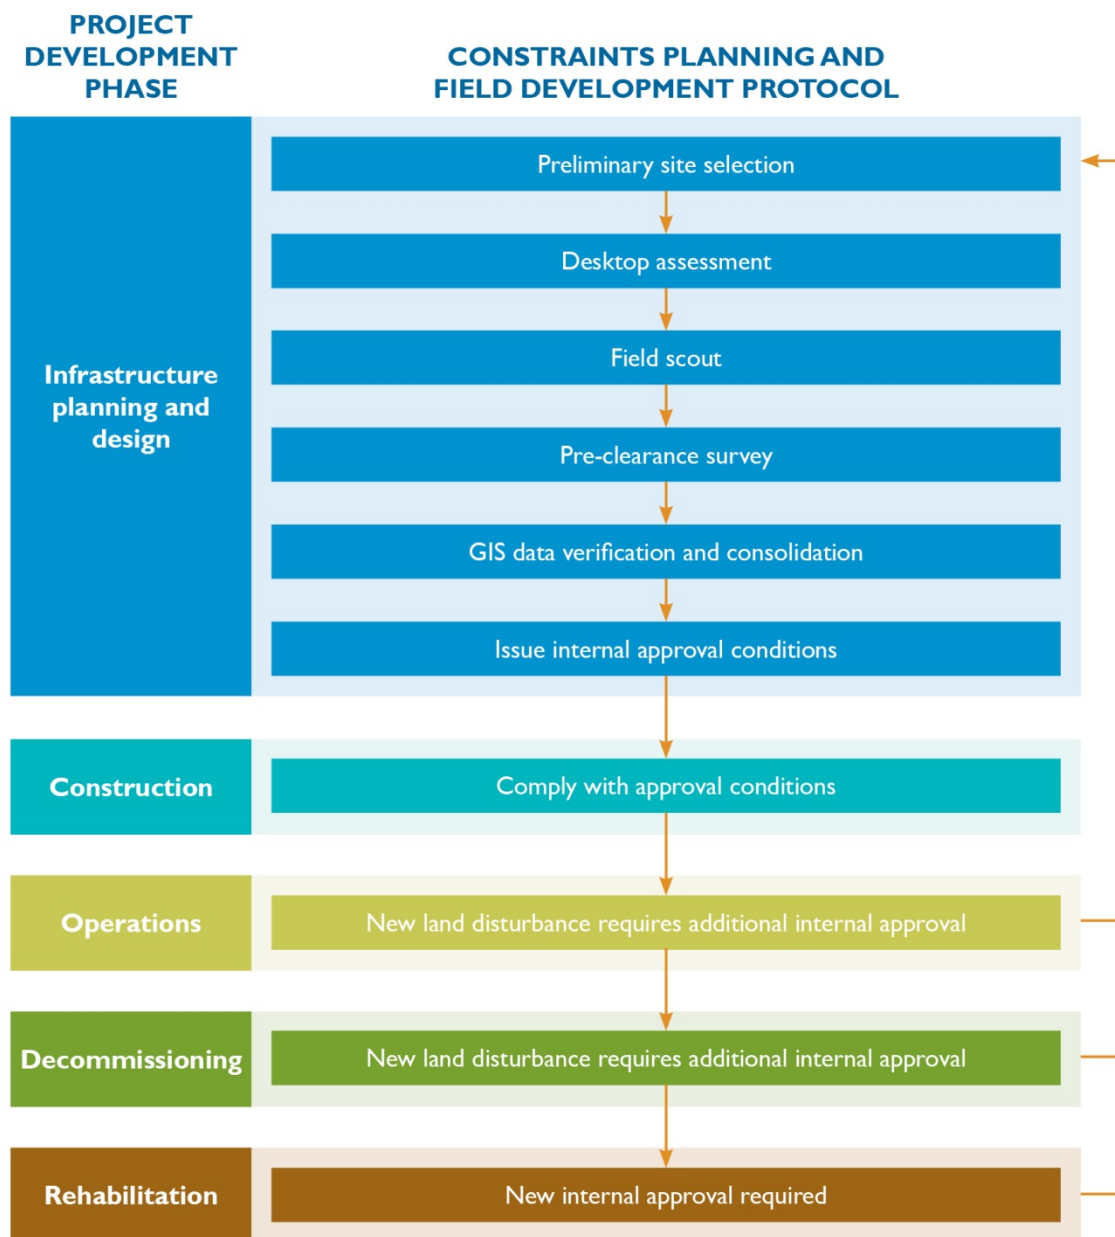 PROJECT
DEVELOPMENT
PHASE
CONSTRAINTS PLANNING AND
FIELD DEVELOPMENT PROTOCOL
Infrastructure
planning and
design
Preliminary site selection
Desktop assessment
Field scout
Pre-clearance survey
GIS data verification and consolidation
Issue internal approval conditions
Construction
Comply with approval conditions
Operations
New land disturbance requires additional internal approval
Decommissioning
New land disturbance requires additional internal approval
Rehabilitation
New internal approval required